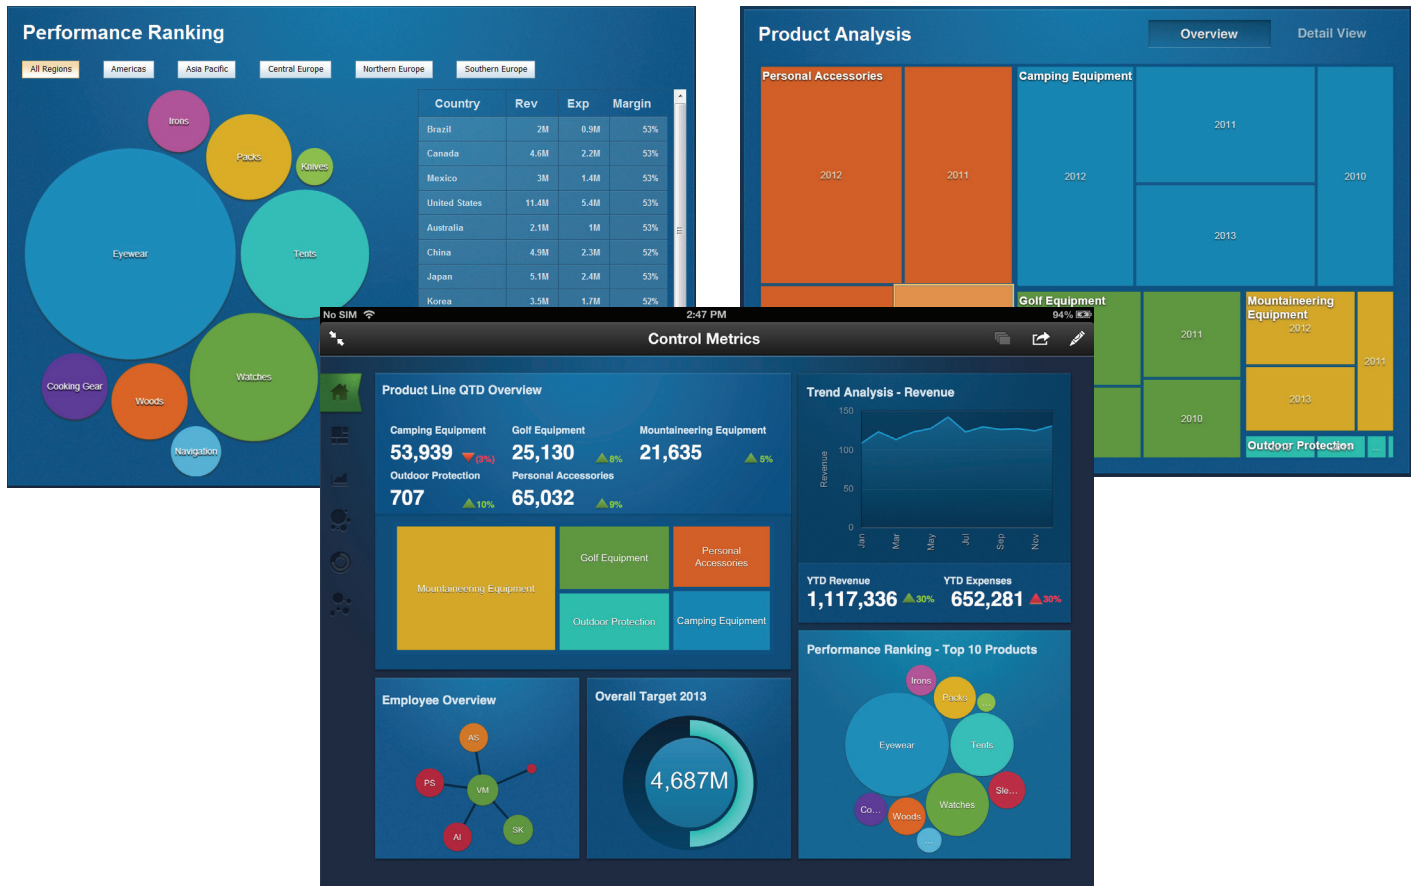 Performance Ranking
All Regions
Americas
Asia Pacific
Central Europe
Northern Europe
Southern Europe
Irons
Packs
Knives
Eyewear
Tents
Watches
Cooking Gear
Woods
Navigation
Country Rev Exp Margin
Brazil 2M 0.9M 53%
Canada 4.6M 2.2M 53%
Mexico 3M 1.4M 53%
United States 11.4M 5.4M 53%
Australia 2.1M 1M 53%
China 4.9M 2.3M 52%
Japan 5.1M 2.4M 53%
Korea 3.5M 1.7M 52%
Product Analysis
Overview
Detail View
Personal Accessories
2012
2011
Camping Equipment
2012
2011
2013
2010
Golf Equipment
2011
2010
Mountaineering
Equipment
2012
2013
2011
Outdoor Protection
...
No SIM 2:47 PM 94%
Control Metrics
Product Line QTD Overview
Camping Equipment Golf Equipment Mountaineering Equipment
53,939 (3%) 25,130 8% 21,635 5%
Outdoor Protection Personal Accessories
707 10% 65,032 9%
Mountaineering Equipment
Golf Equipment
Personal
Accessories
Outdoor Protection
Camping Equipment
Trend Analysis - Revenue
150
100
50
0
Revenue
Jan Mar May Jul Sep Nov
YTD Revenue YTD Expenses
1,117,336 30% 652,281 30%
Employee Overview
AS
PS
VM
AI
SK
Overall Target 2013
4,687M
Performance Ranking - Top 10 Products
Irons
Packs
...
Eyewear
Tents
Sle...
Watches
Co...
Woods
...